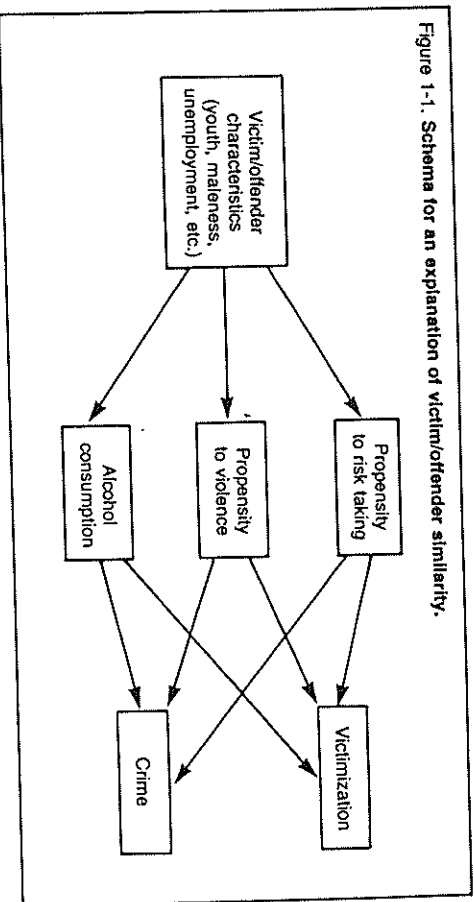 Figure 1-1. Schema for an explanation of victim/offender similarity.
Victim/offender
characteristics
(youth, maleness,
unemployment, etc.)
Propensity
to risk taking
Propensity
to violence
Alcohol
consumption
Victimization
Crime